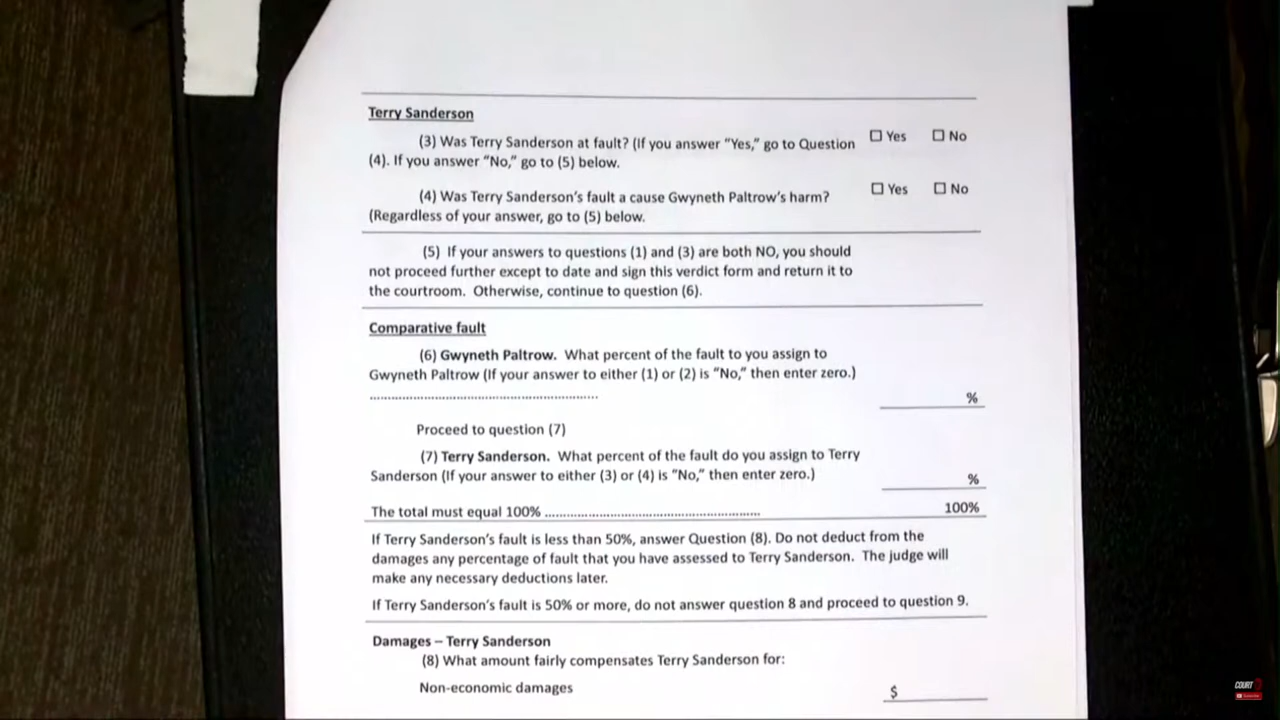 Terry Sanderson
(3) Was Terry Sanderson at fault? (If you answer “Yes,” go to Question ☐ Yes ☐ No
(4). If you answer “No,” go to (5) below.
(4) Was Terry Sanderson’s fault a cause Gwyneth Paltrow’s harm? ☐ Yes ☐ No
(Regardless of your answer, go to (5) below.
(5) If your answers to questions (1) and (3) are both NO, you should
not proceed further except to date and sign this verdict form and return it to
the courtroom. Otherwise, continue to question (6).
Comparative fault
(6) Gwyneth Paltrow. What percent of the fault to you assign to
Gwyneth Paltrow (If your answer to either (1) or (2) is “No,” then enter zero.)
............................................................ %
Proceed to question (7)
(7) Terry Sanderson. What percent of the fault do you assign to Terry
Sanderson (If your answer to either (3) or (4) is “No,” then enter zero.) %
The total must equal 100% ......................................................... 100%
If Terry Sanderson’s fault is less than 50%, answer Question (8). Do not deduct from the
damages any percentage of fault that you have assessed to Terry Sanderson. The judge will
make any necessary deductions later.
If Terry Sanderson’s fault is 50% or more, do not answer question 8 and proceed to question 9.
Damages – Terry Sanderson
(8) What amount fairly compensates Terry Sanderson for:
Non-economic damages $
COURT